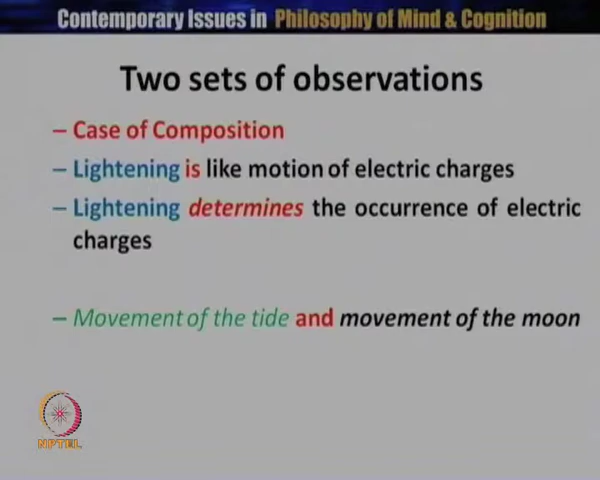 Contemporary Issues in Philosophy of Mind & Cognition
Two sets of observations
– Case of Composition
– Lightening is like motion of electric charges
– Lightening determines the occurrence of electric
charges
– Movement of the tide and movement of the moon
NPTEL